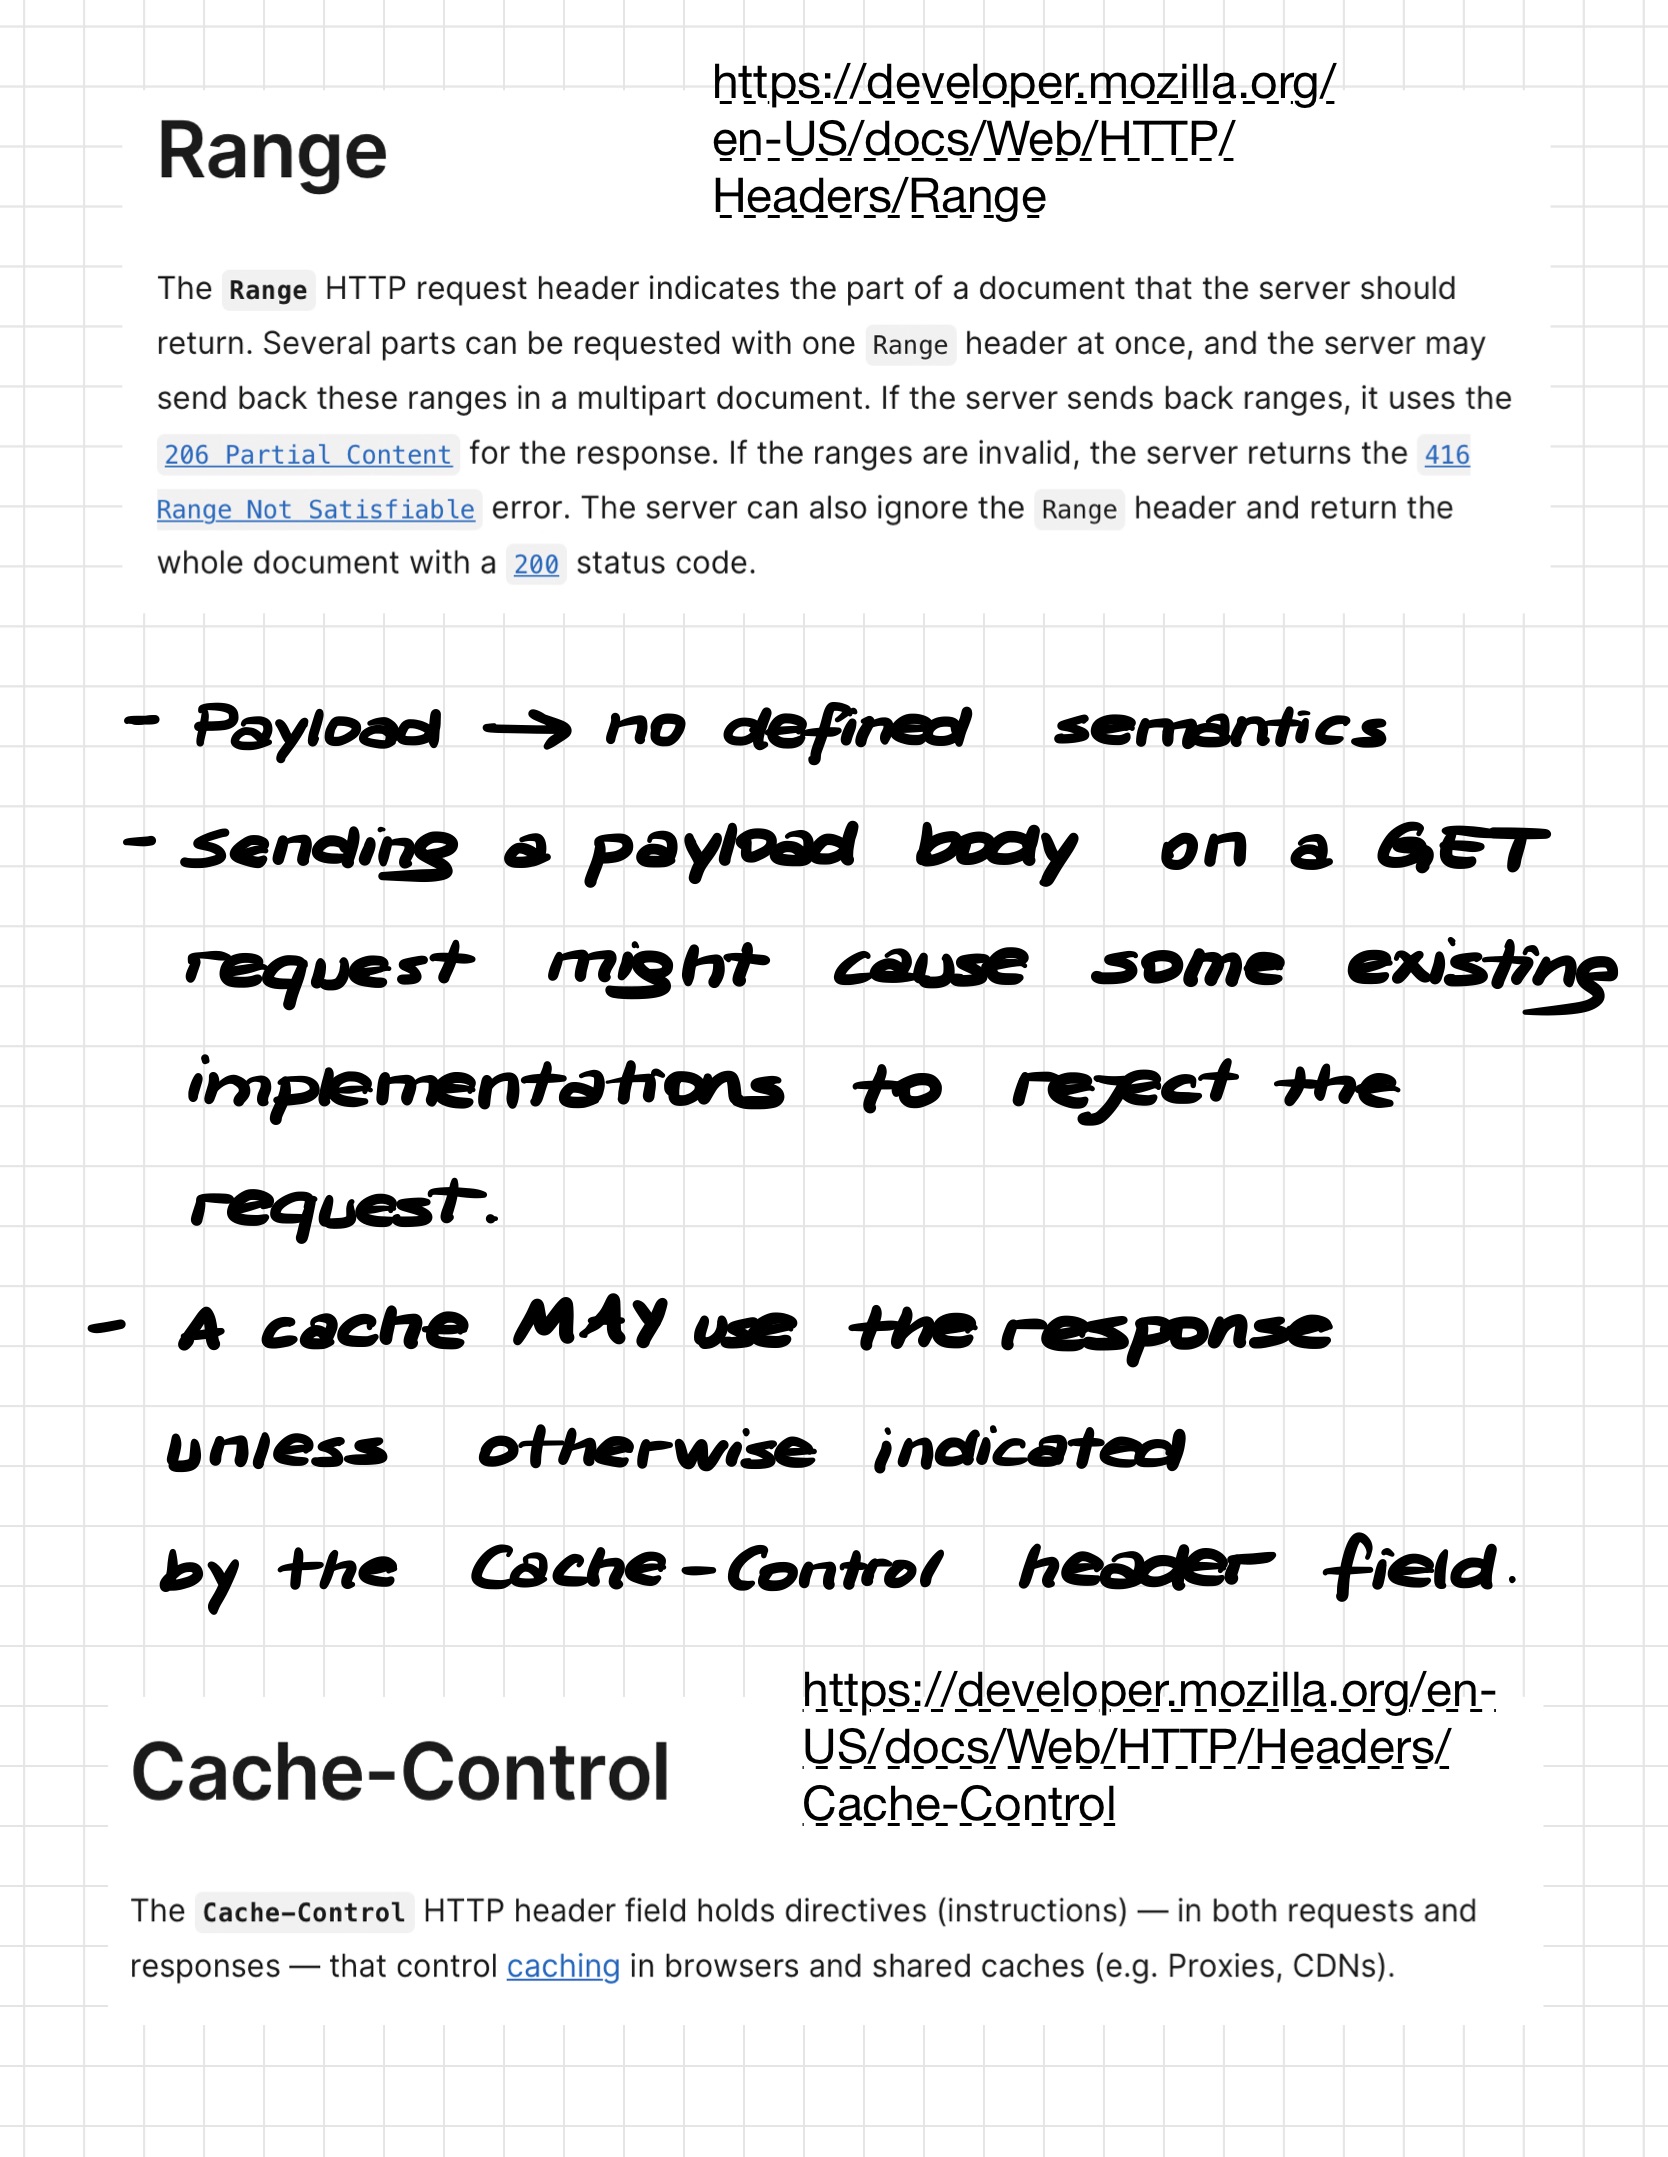 https://developer.mozilla.org/
en-US/docs/Web/HTTP/
Headers/Range
Range
The Range HTTP request header indicates the part of a document that the server should
return. Several parts can be requested with one Range header at once, and the server may
send back these ranges in a multipart document. If the server sends back ranges, it uses the
206 Partial Content for the response. If the ranges are invalid, the server returns the 416
Range Not Satisfiable error. The server can also ignore the Range header and return the
whole document with a 200 status code.
- Payload → no defined semantics
- Sending a payload body on a GET
request might cause some existing
implementations to reject the
request.
- A cache MAY use the response
unless otherwise indicated
by the Cache-Control header field.
https://developer.mozilla.org/en-
US/docs/Web/HTTP/Headers/
Cache-Control
Cache-Control
The Cache-Control HTTP header field holds directives (instructions) — in both requests and
responses — that control caching in browsers and shared caches (e.g. Proxies, CDNs).